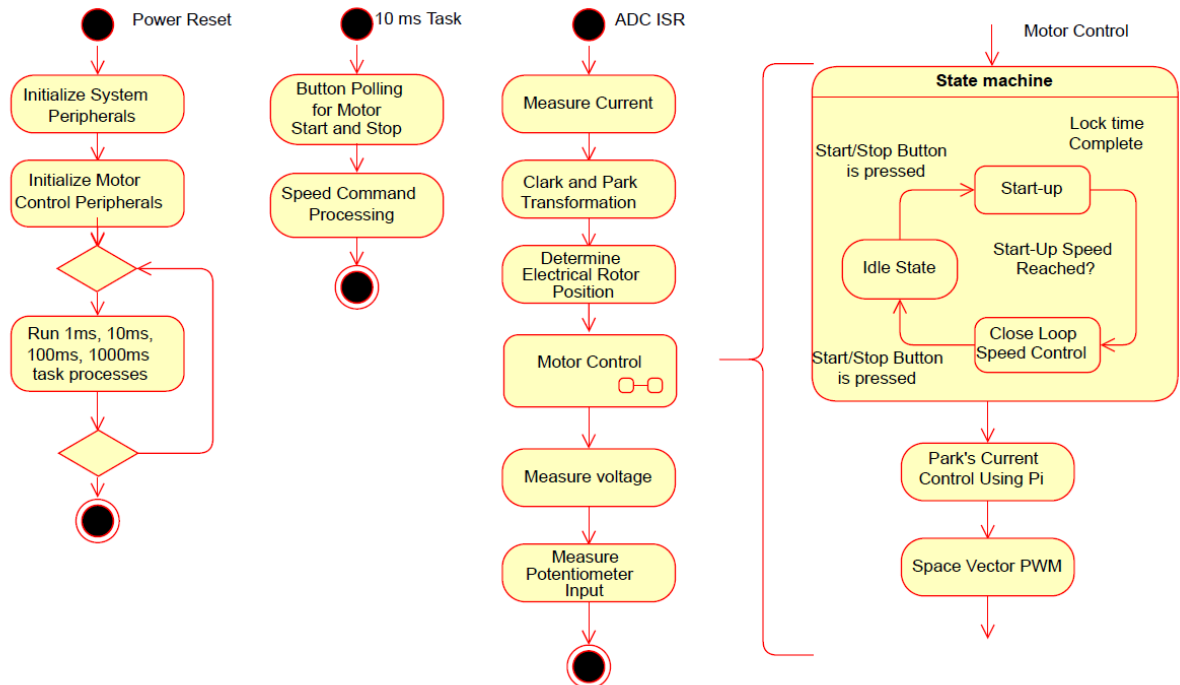 Power Reset
Initialize System
Peripherals
Initialize Motor
Control Peripherals
Run 1ms, 10ms,
100ms, 1000ms
task processes
10 ms Task
Button Polling
for Motor
Start and Stop
Speed Command
Processing
ADC ISR
Measure Current
Clark and Park
Transformation
Determine
Electrical Rotor
Position
Motor Control
Measure voltage
Measure
Potentiometer
Input
Motor Control
State machine
Lock time
Complete
Start/Stop Button
is pressed
Start-up
Start-Up Speed
Reached?
Idle State
Close Loop
Speed Control
Start/Stop Button
is pressed
Park's Current
Control Using Pi
Space Vector PWM